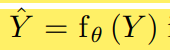 Ŷ = f_θ (Y)